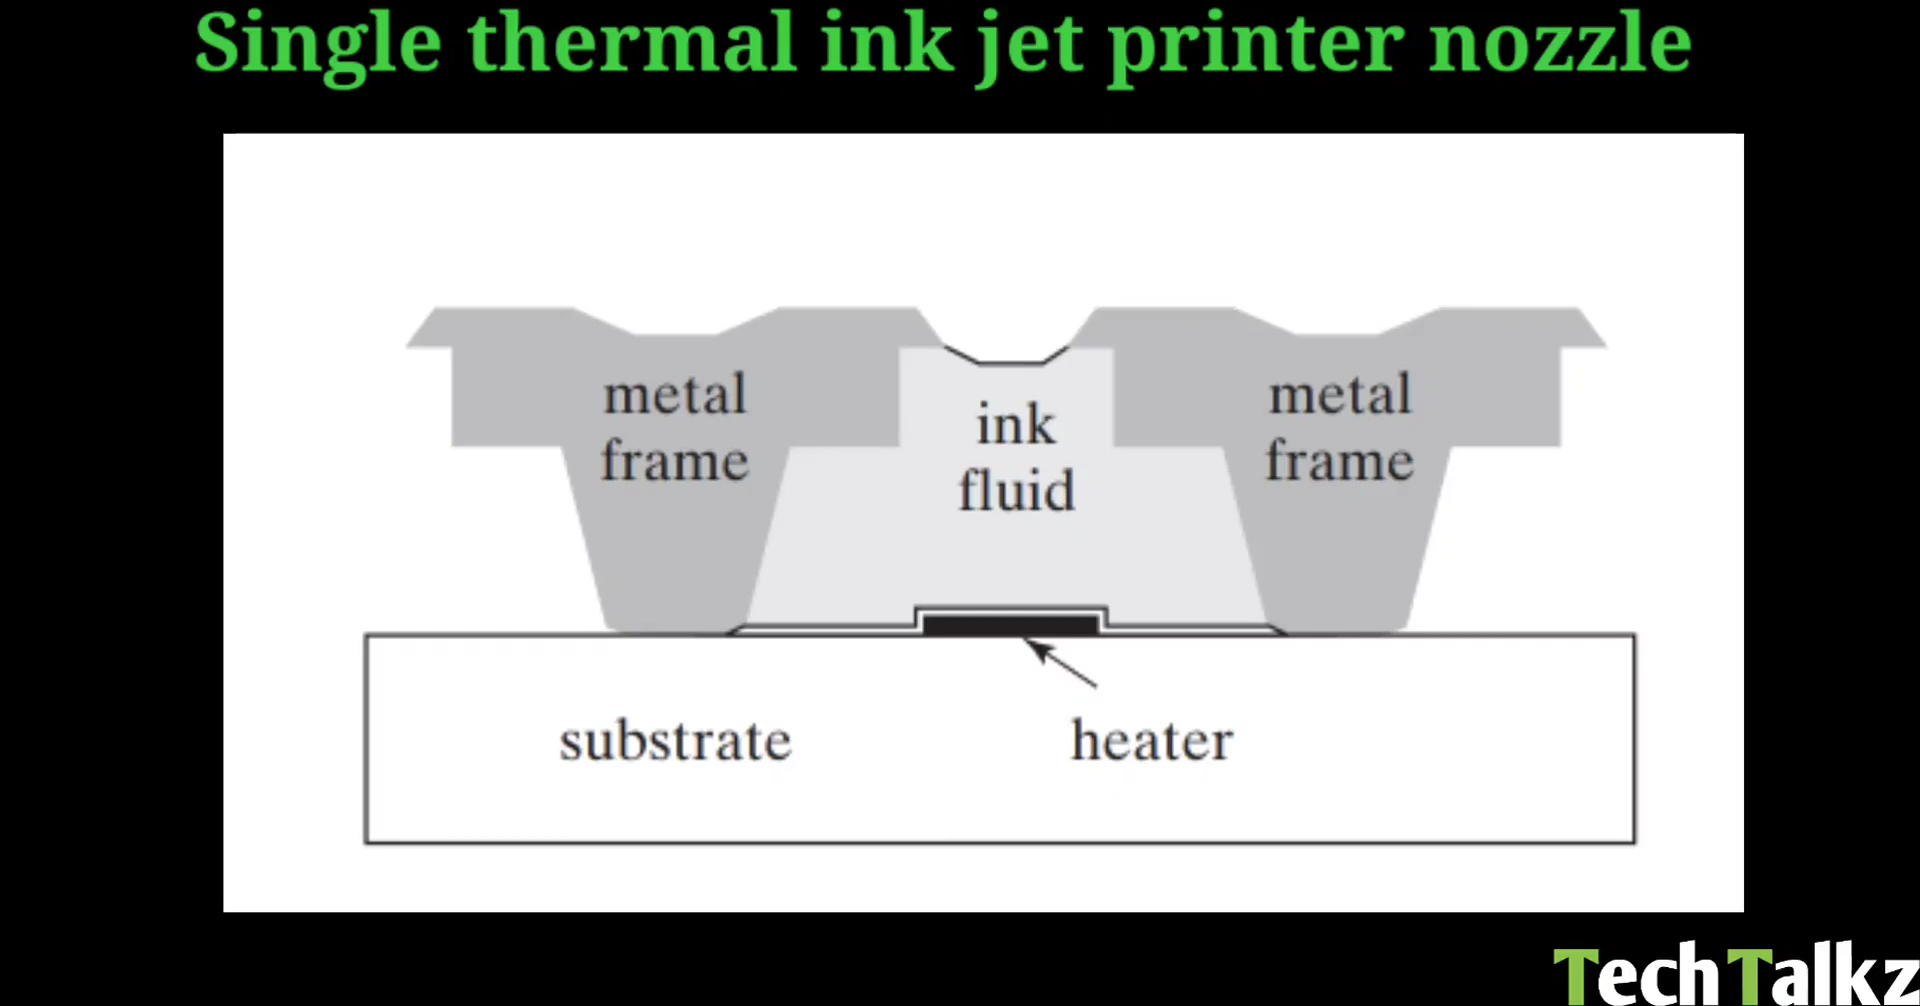 Single thermal ink jet printer nozzle
metal
frame
ink
fluid
metal
frame
substrate
heater
TechTalkz